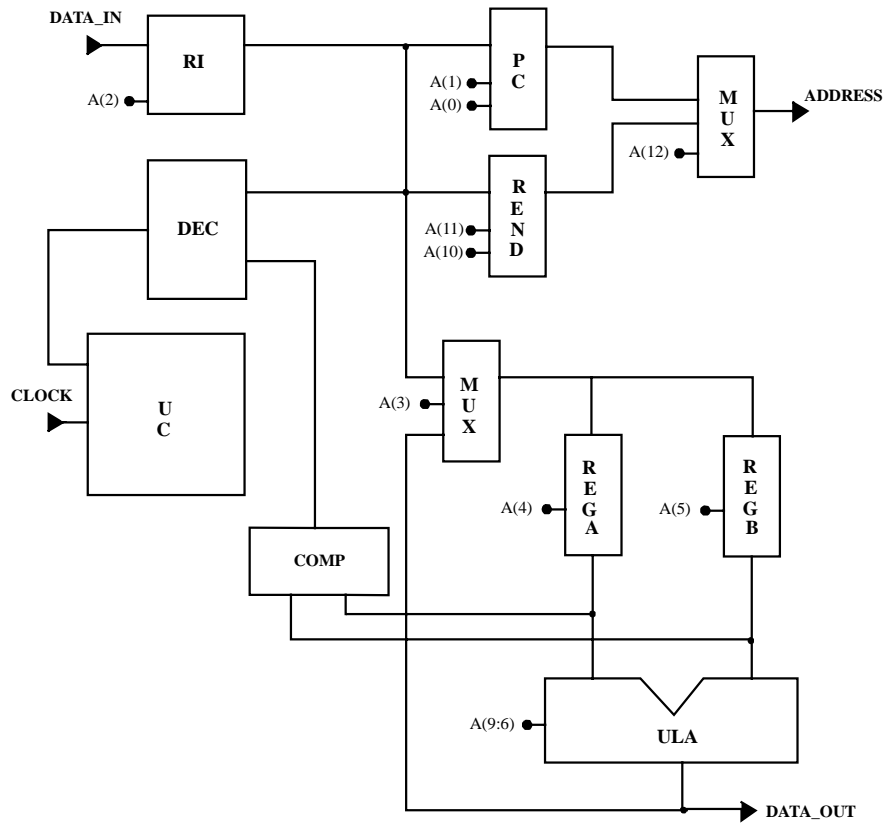 DATA_IN
RI
A(2)
P
C
A(1)
A(0)
M
U
X
ADDRESS
A(12)
DEC
R
E
N
D
A(11)
A(10)
CLOCK
U
C
M
U
X
A(3)
R
E
G
A
A(4)
R
E
G
B
A(5)
COMP
A(9:6)
ULA
DATA_OUT